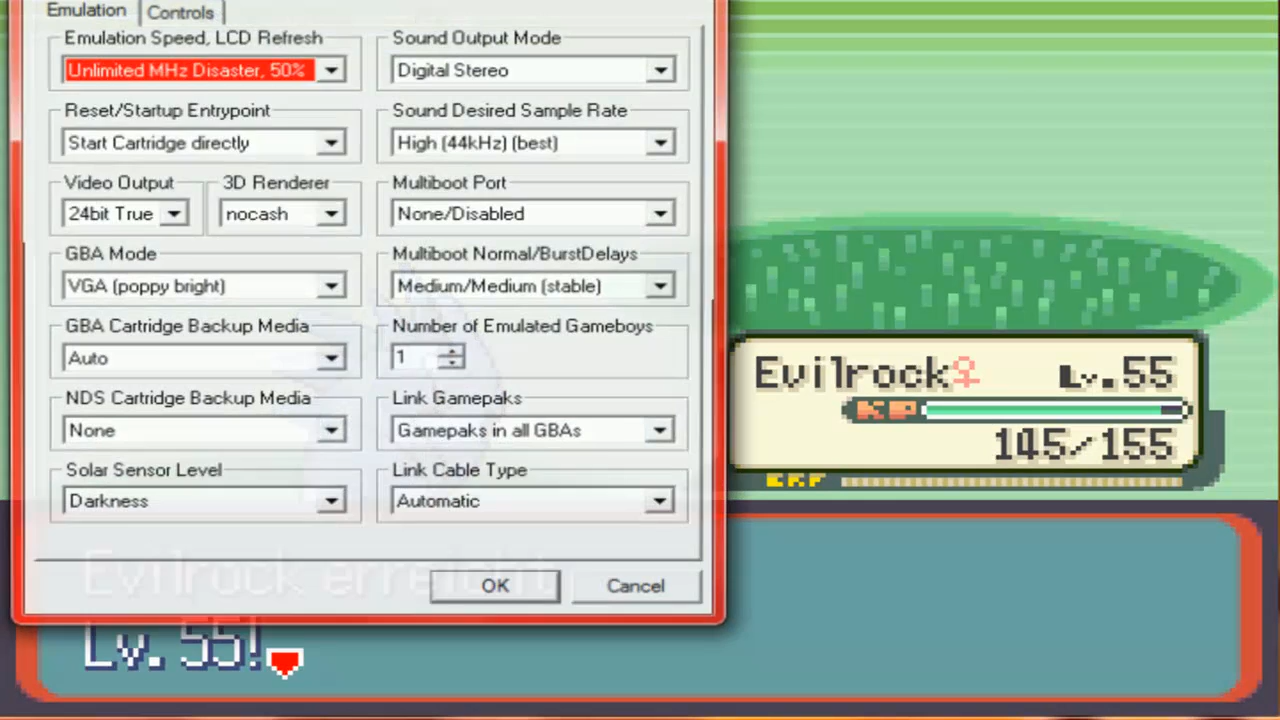 Emulation
Controls
Emulation Speed, LCD Refresh
Unlimited MHz Disaster, 50%
Reset/Startup Entrypoint
Start Cartridge directly
Video Output
24bit True
3D Renderer
nocash
GBA Mode
VGA (poppy bright)
GBA Cartridge Backup Media
Auto
NDS Cartridge Backup Media
None
Solar Sensor Level
Darkness
Sound Output Mode
Digital Stereo
Sound Desired Sample Rate
High (44kHz) (best)
Multiboot Port
None/Disabled
Multiboot Normal/BurstDelays
Medium/Medium (stable)
Number of Emulated Gameboys
1
Link Gamepaks
Gamepaks in all GBAs
Link Cable Type
Automatic
OK
Cancel
Evilrock♀ Lv.55
KP
145/155
EKP
Evilrock erreicht
Lv. 55!